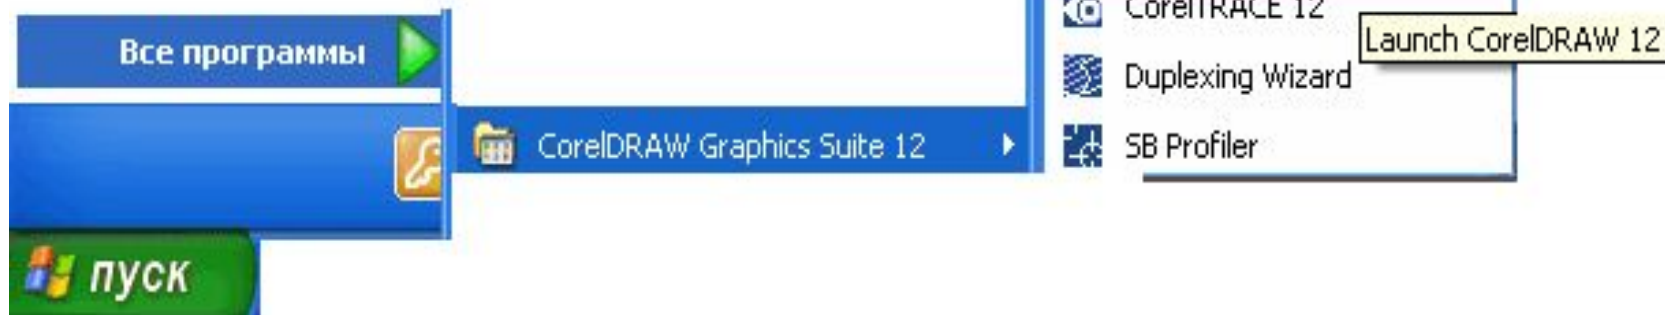 CorelTRACE 12
Launch CorelDRAW 12
Все программы
Duplexing Wizard
CorelDRAW Graphics Suite 12
SB Profiler
пуск